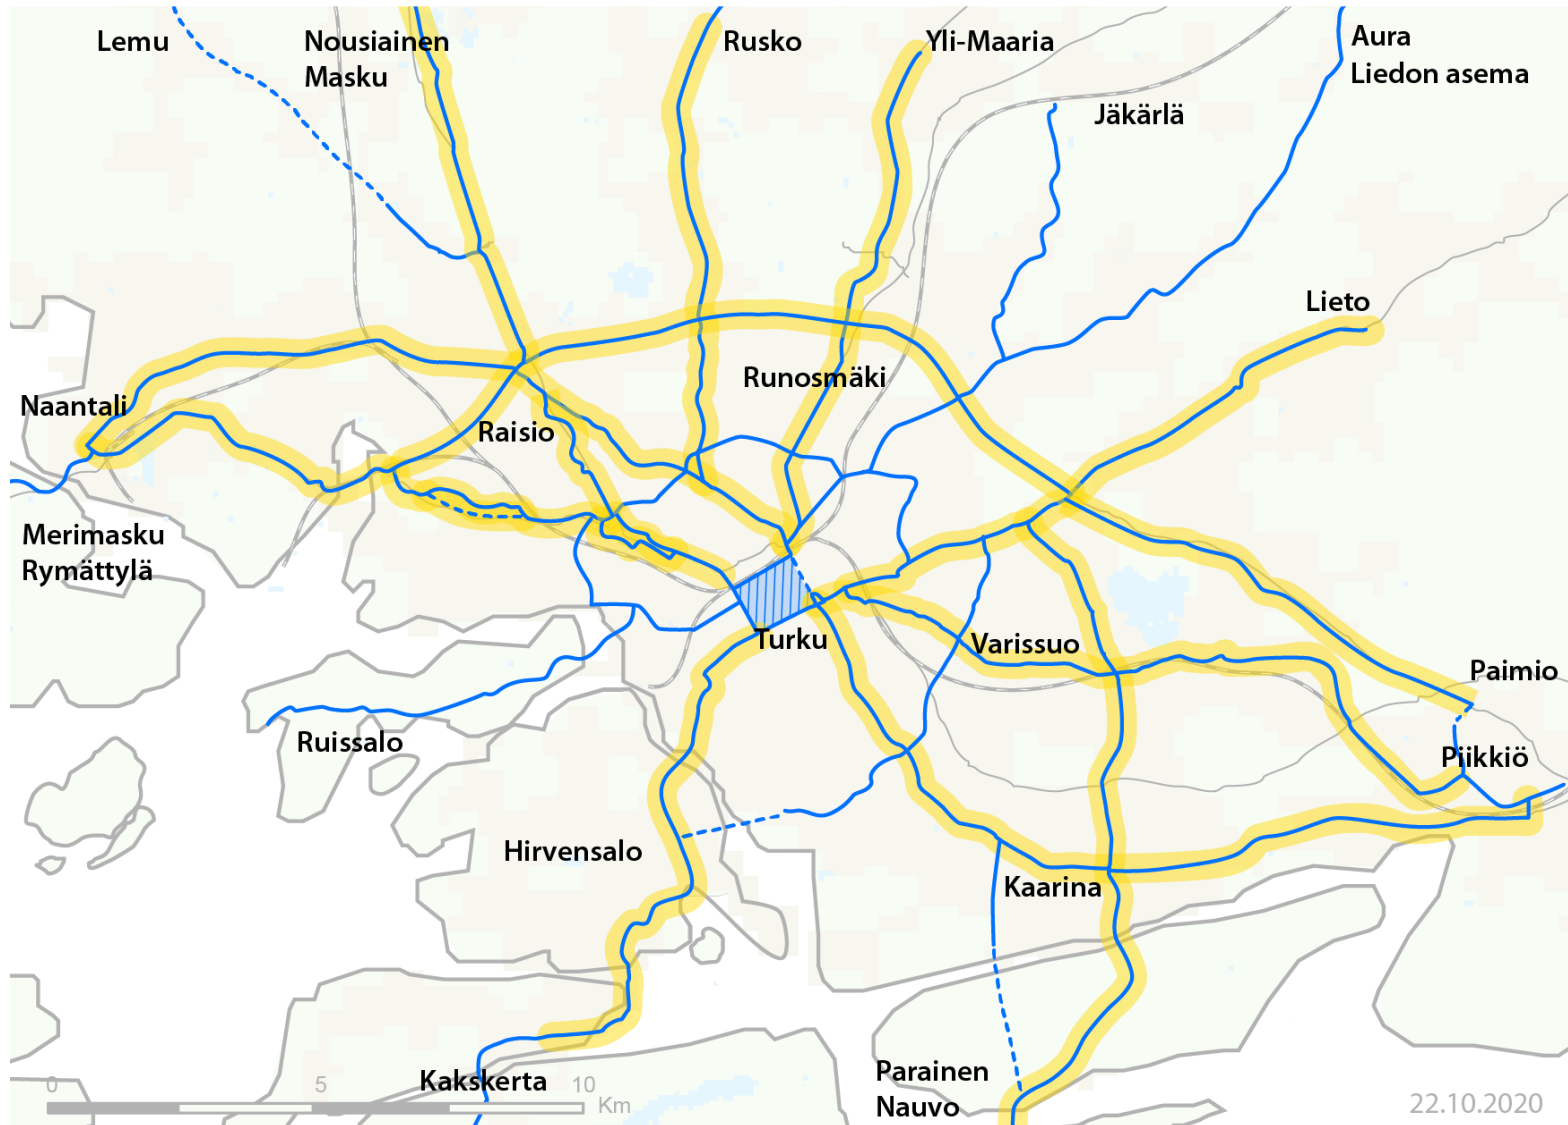 Lemu
Nousiainen
Masku
Rusko
Yli-Maaria
Aura
Liedon asema
Jäkärlä
Lieto
Runosmäki
Naantali
Raisio
Merimasku
Rymättylä
Turku
Varissuo
Paimio
Ruissalo
Piikkiö
Hirvensalo
Kaarina
Kakskerta
Parainen
Nauvo
0 5 10
Km
22.10.2020